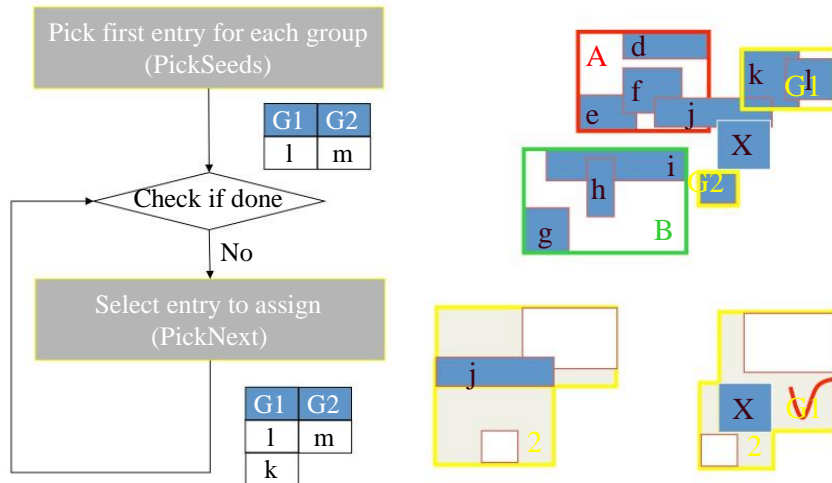 Pick first entry for each group
(PickSeeds)
G1 G2
l m
Check if done
No
Select entry to assign
(PickNext)
G1 G2
l m
k
A
d
f
e
j
k
G1
l
X
G2
i
h
g
B
j
2
X
G1
2